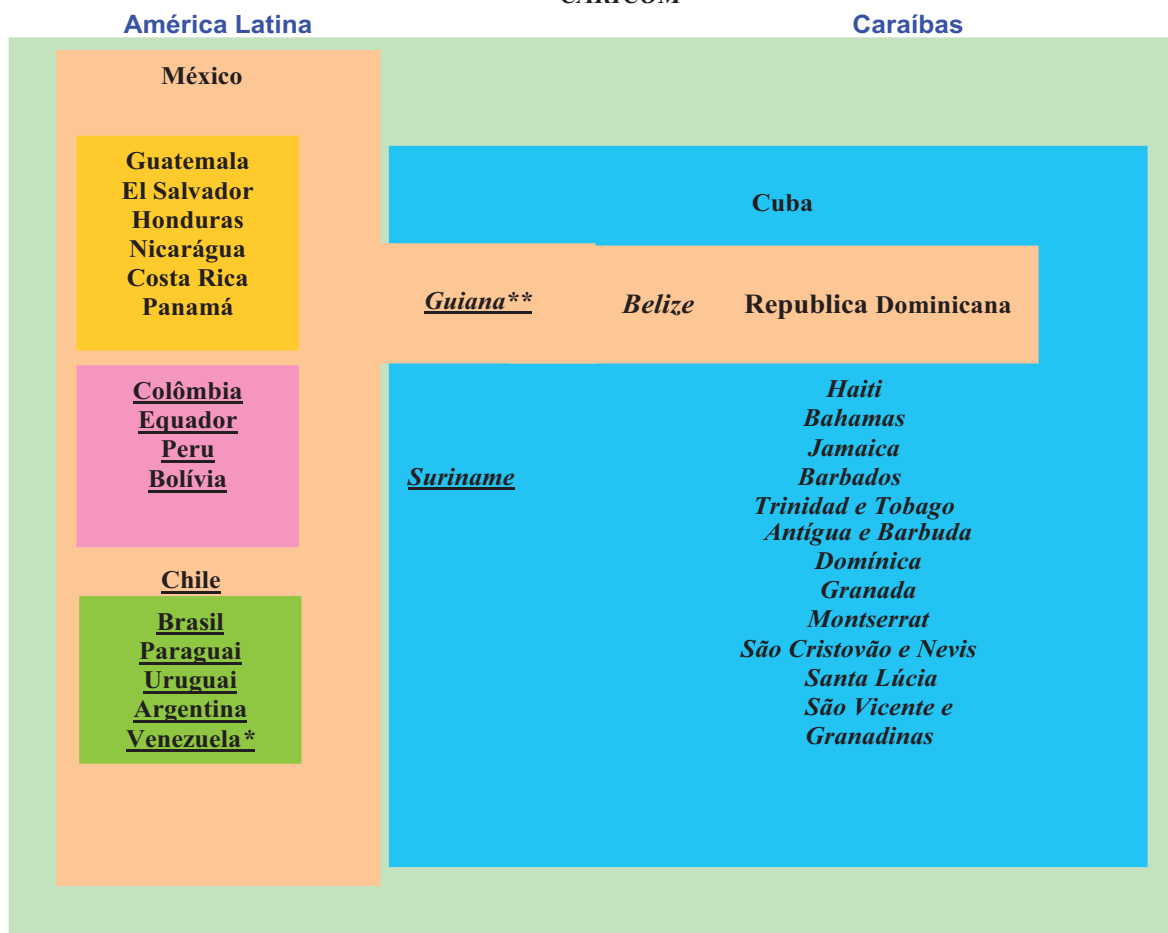 CARICOM
América Latina
Caraíbas
México
Guatemala
El Salvador
Honduras
Nicarágua
Costa Rica
Panamá
Colômbia
Equador
Peru
Bolívia
Chile
Brasil
Paraguai
Uruguai
Argentina
Venezuela*
Cuba
Guiana** Belize Republica Dominicana
Suriname
Haiti
Bahamas
Jamaica
Barbados
Trinidad e Tobago
Antígua e Barbuda
Domínica
Granada
Montserrat
São Cristovão e Nevis
Santa Lúcia
São Vicente e
Granadinas